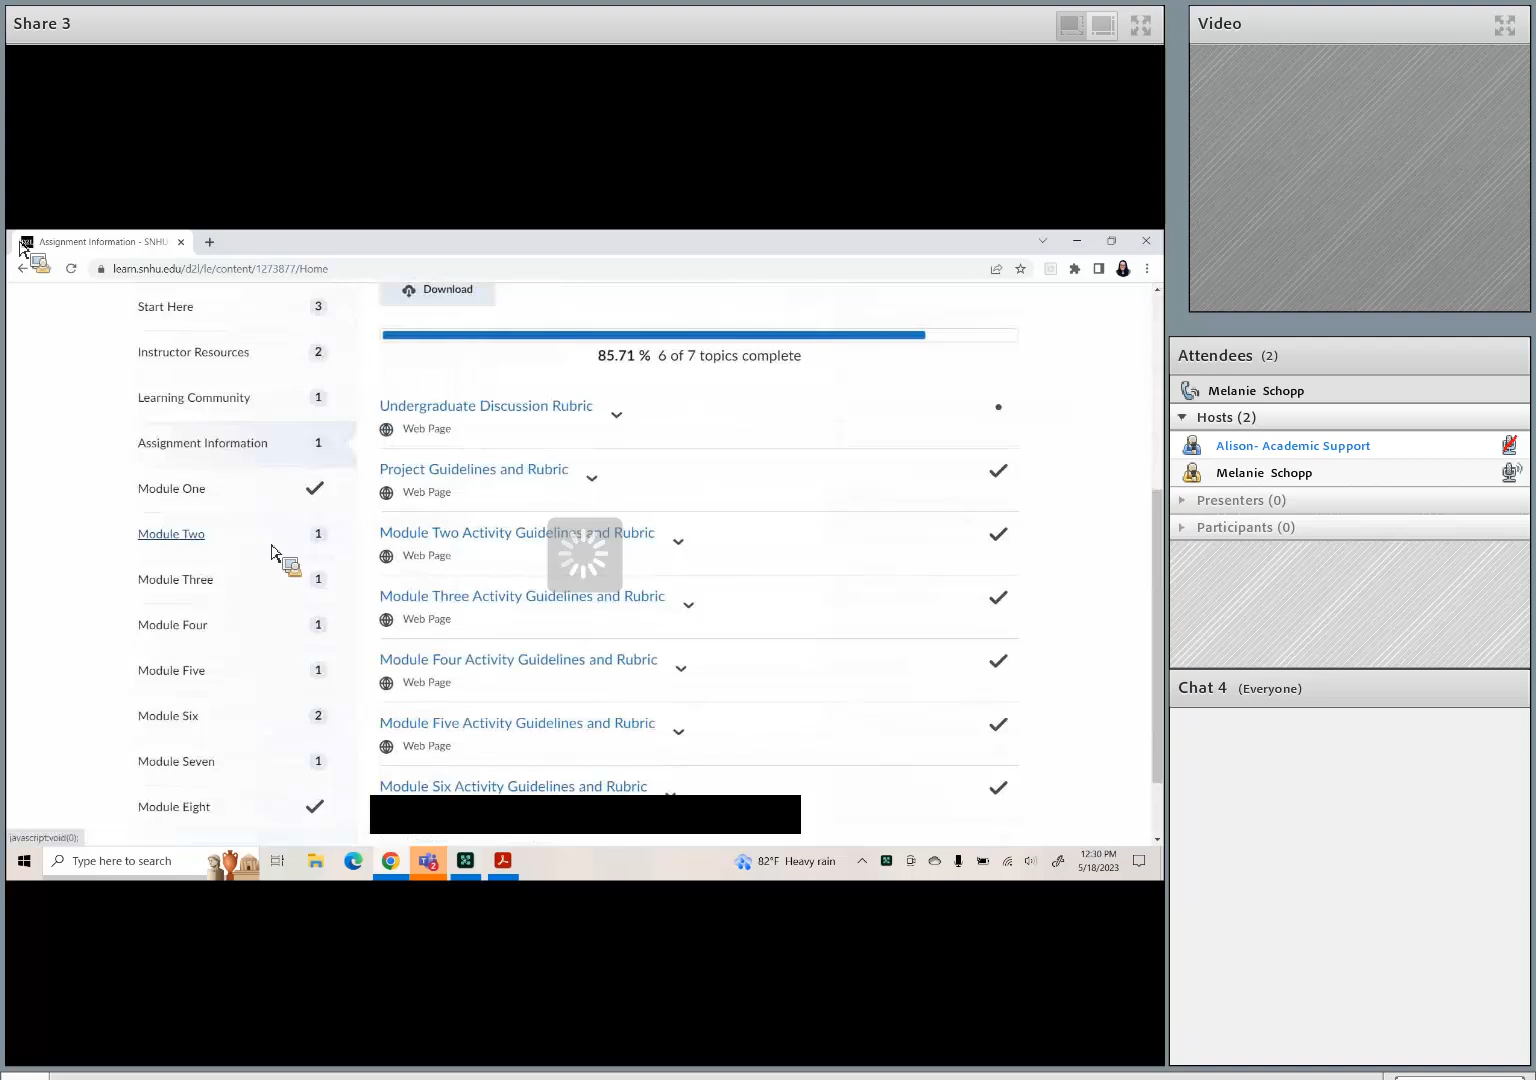 Share 3
Assignment Information - SNHU
learn.snhu.edu/d2l/le/content/1273877/Home
Start Here 3
Instructor Resources 2
Learning Community 1
Assignment Information 1
Module One
Module Two 1
Module Three 1
Module Four 1
Module Five 1
Module Six 2
Module Seven 1
Module Eight
javascript:void(0);
Download
85.71 % 6 of 7 topics complete
Undergraduate Discussion Rubric
Web Page
Project Guidelines and Rubric
Web Page
Module Two Activity Guidelines and Rubric
Web Page
Module Three Activity Guidelines and Rubric
Web Page
Module Four Activity Guidelines and Rubric
Web Page
Module Five Activity Guidelines and Rubric
Web Page
Module Six Activity Guidelines and Rubric
Type here to search
82°F Heavy rain
12:30 PM
5/18/2023
Video
Attendees (2)
Melanie Schopp
Hosts (2)
Alison- Academic Support
Melanie Schopp
Presenters (0)
Participants (0)
Chat 4 (Everyone)